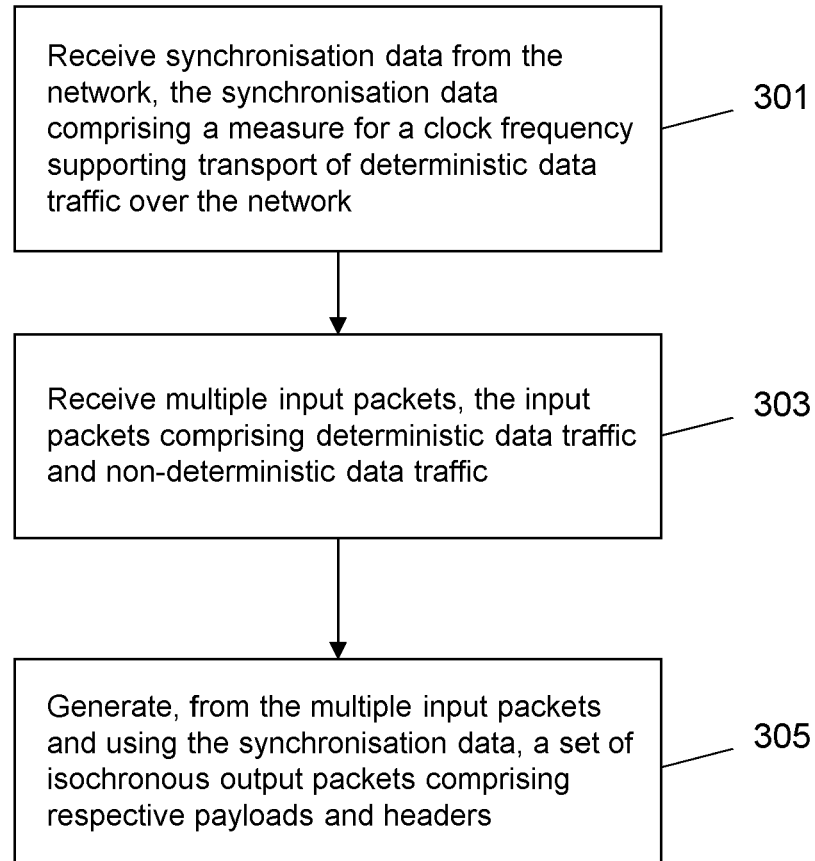 Receive synchronisation data from the
network, the synchronisation data
comprising a measure for a clock frequency
supporting transport of deterministic data
traffic over the network
301
Receive multiple input packets, the input
packets comprising deterministic data traffic
and non-deterministic data traffic
303
Generate, from the multiple input packets
and using the synchronisation data, a set of
isochronous output packets comprising
respective payloads and headers
305